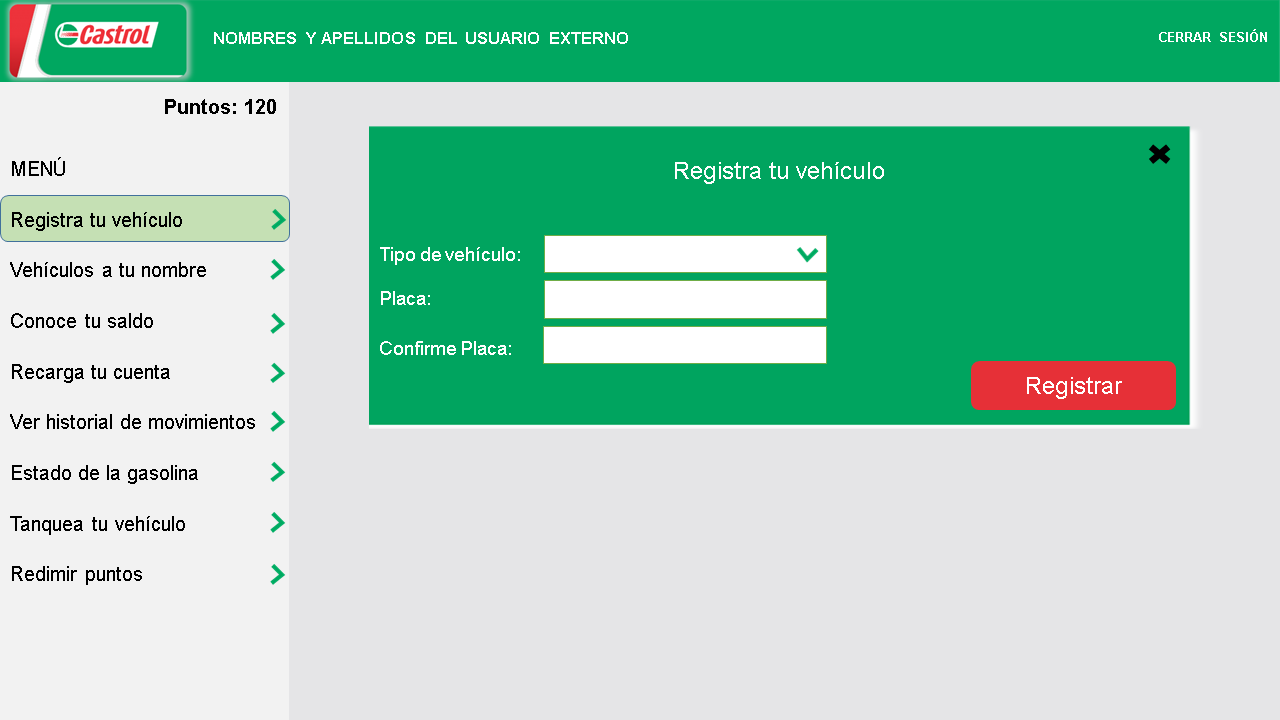 Castrol
NOMBRES Y APELLIDOS DEL USUARIO EXTERNO
CERRAR SESIÓN
Puntos: 120
MENÚ
Registra tu vehículo
Vehículos a tu nombre
Conoce tu saldo
Recarga tu cuenta
Ver historial de movimientos
Estado de la gasolina
Tanquea tu vehículo
Redimir puntos
Registra tu vehículo
Tipo de vehículo:
Placa:
Confirme Placa:
Registrar